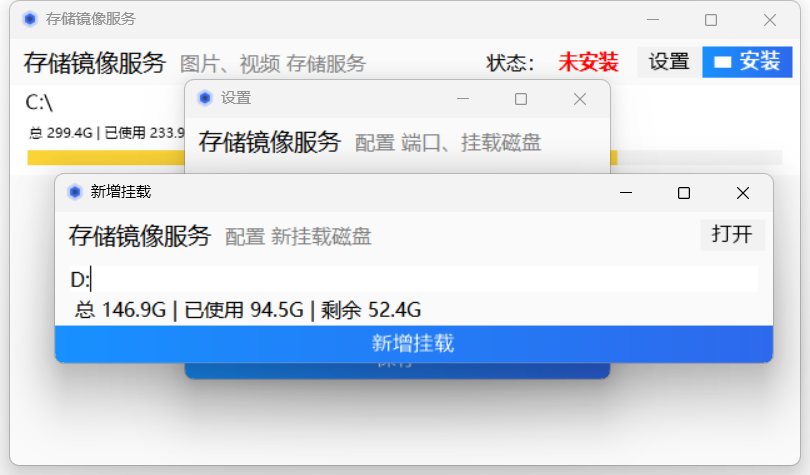 存储镜像服务
存储镜像服务 图片、视频 存储服务 状态： 未安装 设置 安装
C:\
总 299.4G | 已使用 233.9
设置
存储镜像服务 配置 端口、挂载磁盘
新增挂载
存储镜像服务 配置 新挂载磁盘 打开
D:
总 146.9G | 已使用 94.5G | 剩余 52.4G
新增挂载